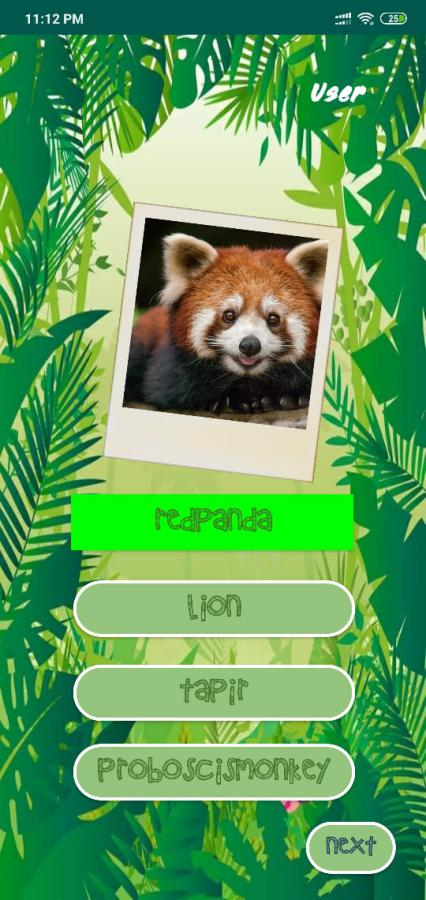 11:12 PM
25
User
redpanda
Lion
tapir
proboscismonkey
next